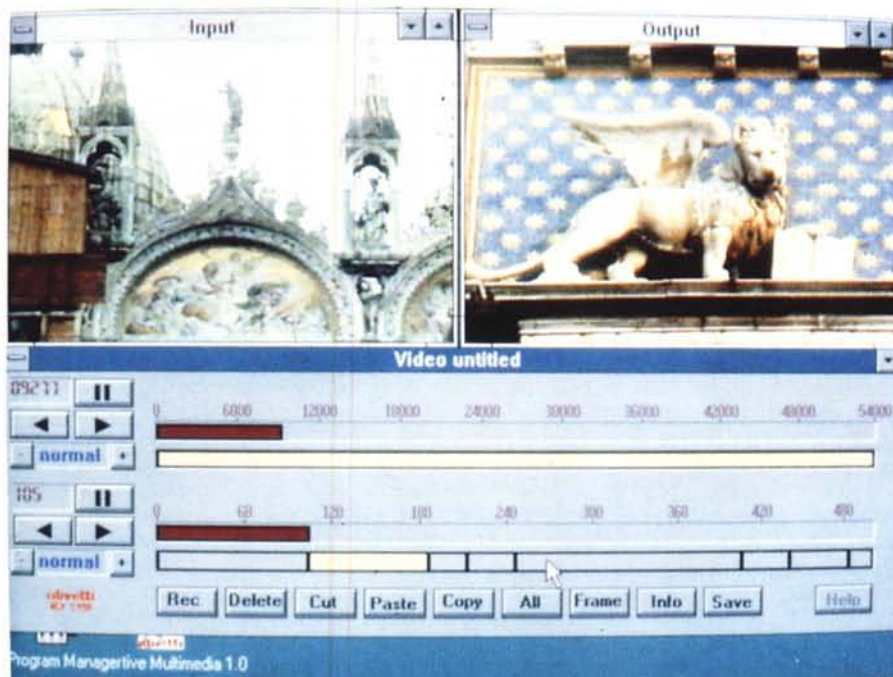 Input
Output
Video untitled
0 6000 12000 18000 24000 30000 36000 42000 48000 54000
- normal +
105
0 60 120 180 240 300 360 420 480
- normal +
olivetti
Rec Delete Cut Paste Copy All Frame Info Save Help
Program Managertive Multimedia 1.0